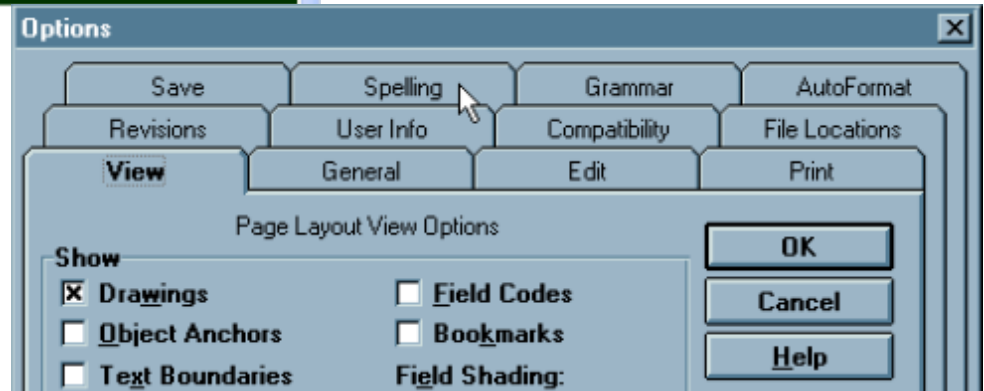 Options
Save Spelling Grammar AutoFormat
Revisions User Info Compatibility File Locations
View General Edit Print
Page Layout View Options
OK
Show
Drawings Field Codes
Cancel
Object Anchors Bookmarks
Help
Text Boundaries Field Shading: